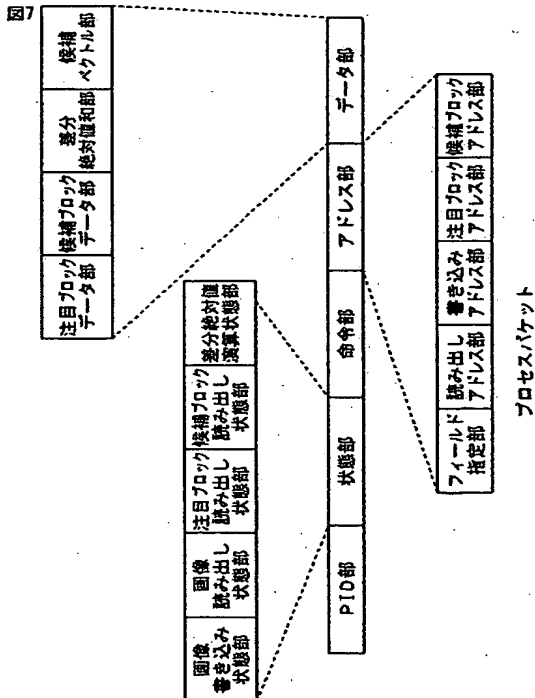 図7
注目ブロック
データ部
候補ブロック
データ部
差分
絶対値和部
候補
ベクトル部
画像
書き込み
状態部
画像
読み出し
状態部
注目ブロック
読み出し
状態部
候補ブロック
読み出し
状態部
差分絶対値
演算状態部
PID部
状態部
命令部
アドレス部
データ部
フィールド
指定部
読み出し
アドレス部
書き込み
アドレス部
注目ブロック
アドレス部
候補ブロック
アドレス部
プロセスパケット